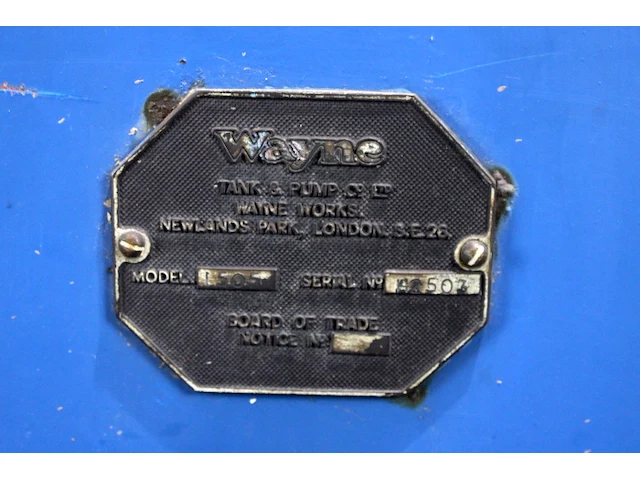 Wayne
TANK & PUMP Co LTD
WAYNE WORKS.
NEWLANDS PARK, LONDON. S.E.26.
MODEL. SERIAL No
BOARD OF TRADE
NOTICE No.